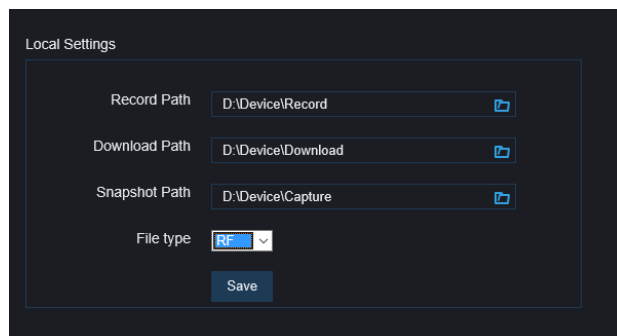 Local Settings
Record Path D:\Device\Record
Download Path D:\Device\Download
Snapshot Path D:\Device\Capture
File type RF
Save